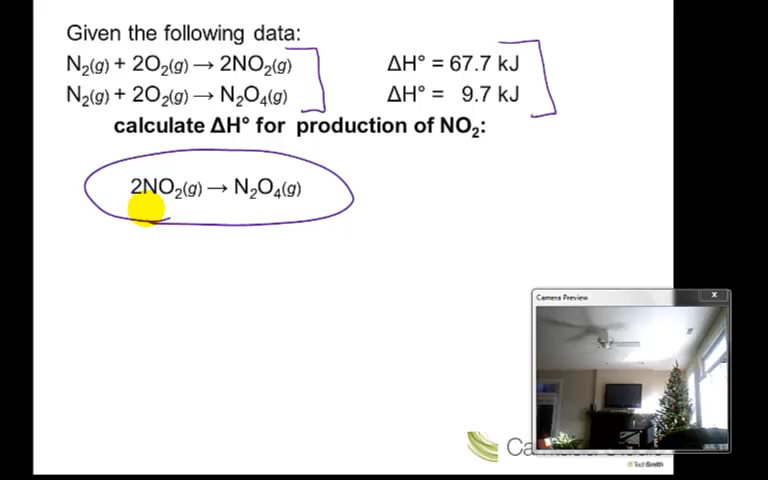 Given the following data:
N₂(g) + 2O₂(g) → 2NO₂(g) ΔH° = 67.7 kJ
N₂(g) + 2O₂(g) → N₂O₄(g) ΔH° = 9.7 kJ
calculate ΔH° for production of NO₂:
2NO₂(g) → N₂O₄(g)
Camera Preview
TechSmith